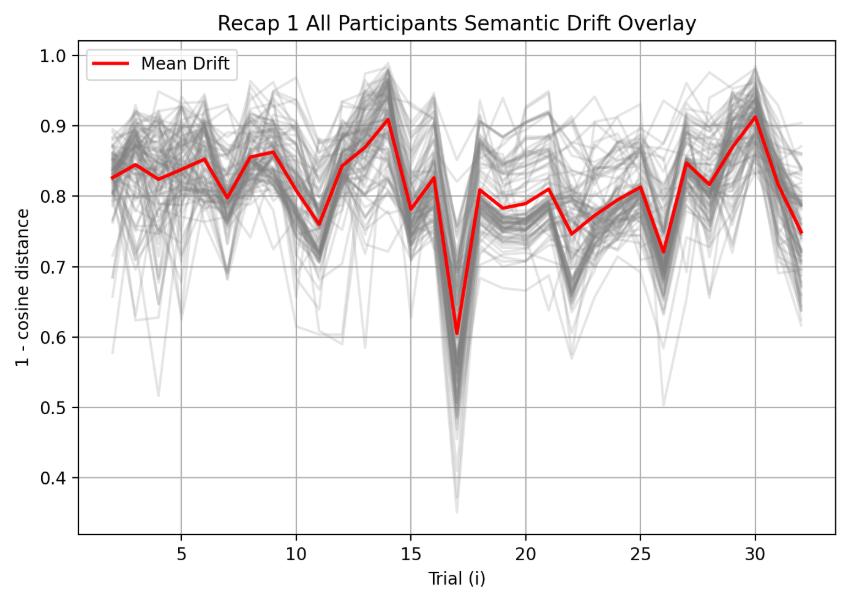 Recap 1 All Participants Semantic Drift Overlay
Mean Drift
1 - cosine distance
1.0
0.9
0.8
0.7
0.6
0.5
0.4
5 10 15 20 25 30
Trial (i)